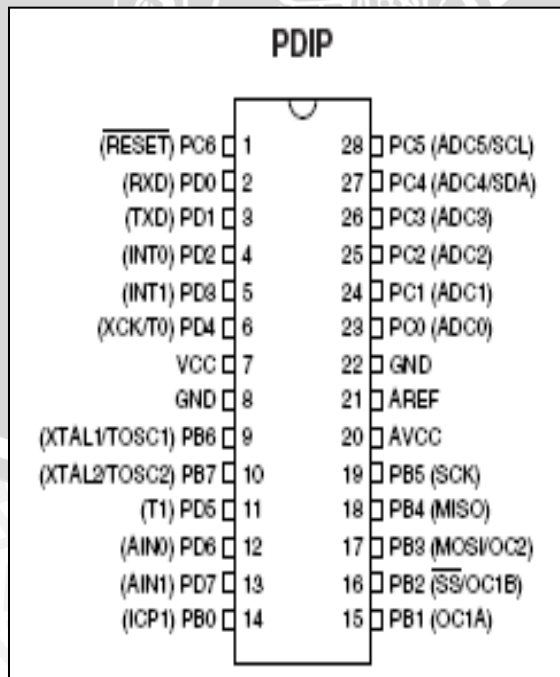 PDIP
(RESET) PC6 1 28 PC5 (ADC5/SCL)
(RXD) PD0 2 27 PC4 (ADC4/SDA)
(TXD) PD1 3 26 PC3 (ADC3)
(INT0) PD2 4 25 PC2 (ADC2)
(INT1) PD3 5 24 PC1 (ADC1)
(XCK/T0) PD4 6 23 PC0 (ADC0)
VCC 7 22 GND
GND 8 21 AREF
(XTAL1/TOSC1) PB6 9 20 AVCC
(XTAL2/TOSC2) PB7 10 19 PB5 (SCK)
(T1) PD5 11 18 PB4 (MISO)
(AIN0) PD6 12 17 PB3 (MOSI/OC2)
(AIN1) PD7 13 16 PB2 (SS/OC1B)
(ICP1) PB0 14 15 PB1 (OC1A)